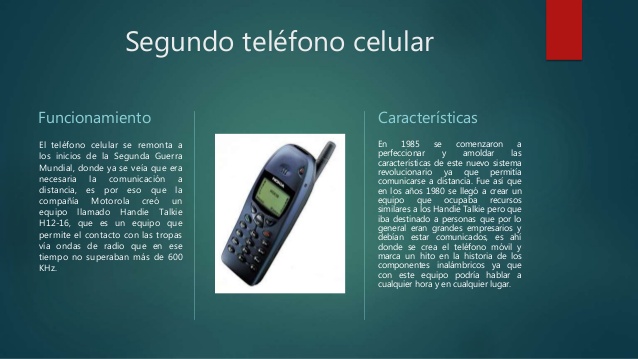 Segundo teléfono celular
Funcionamiento
El teléfono celular se remonta a
los inicios de la Segunda Guerra
Mundial, donde ya se veía que era
necesaria la comunicación a
distancia, es por eso que la
compañía Motorola creó un
equipo llamado Handie Talkie
H12-16, que es un equipo que
permite el contacto con las tropas
vía ondas de radio que en ese
tiempo no superaban más de 600
KHz.
NOKIA
Características
En 1985 se comenzaron a
perfeccionar y amoldar las
características de este nuevo sistema
revolucionario ya que permitía
comunicarse a distancia. Fue así que
en los años 1980 se llegó a crear un
equipo que ocupaba recursos
similares a los Handie Talkie pero que
iba destinado a personas que por lo
general eran grandes empresarios y
debían estar comunicados, es ahí
donde se crea el teléfono móvil y
marca un hito en la historia de los
componentes inalámbricos ya que
con este equipo podría hablar a
cualquier hora y en cualquier lugar.